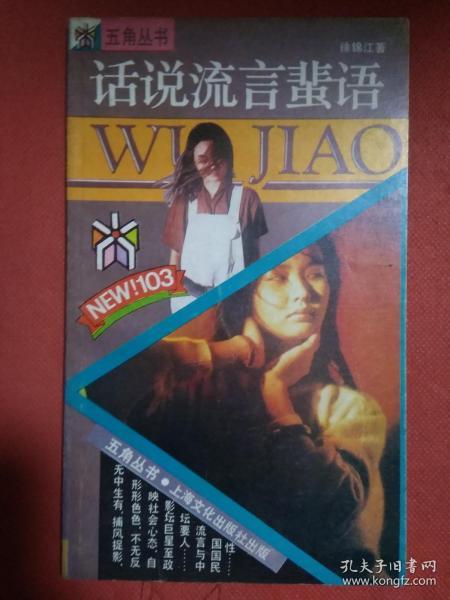 五角丛书
徐锦江著
话说流言蜚语
WU JIAO
NEW!103
五角丛书·上海文化出版社出版
无中生有,捕风捉影,
形形色色,不无反
映社会心态,自
影坛巨星至政
坛要人……
流言与中
国国民
性……
孔夫子旧书网